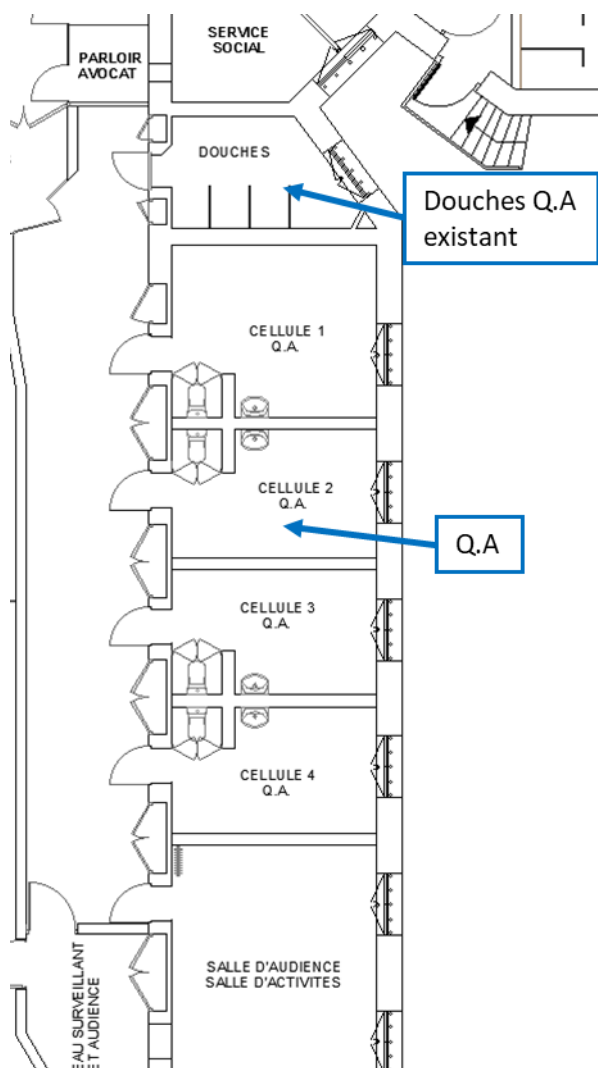 SERVICE
SOCIAL
PARLOIR
AVOCAT
DOUCHES
Douches Q.A
existant
CELLULE 1
Q.A.
CELLULE 2
Q.A.
Q.A
CELLULE 3
Q.A.
CELLULE 4
Q.A.
SALLE D'AUDIENCE
SALLE D'ACTIVITES
EAU SURVEILLANT
ET AUDIENCE